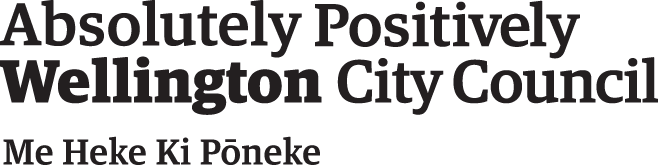 Absolutely Positively
Wellington City Council
Me Heke Ki Pōneke